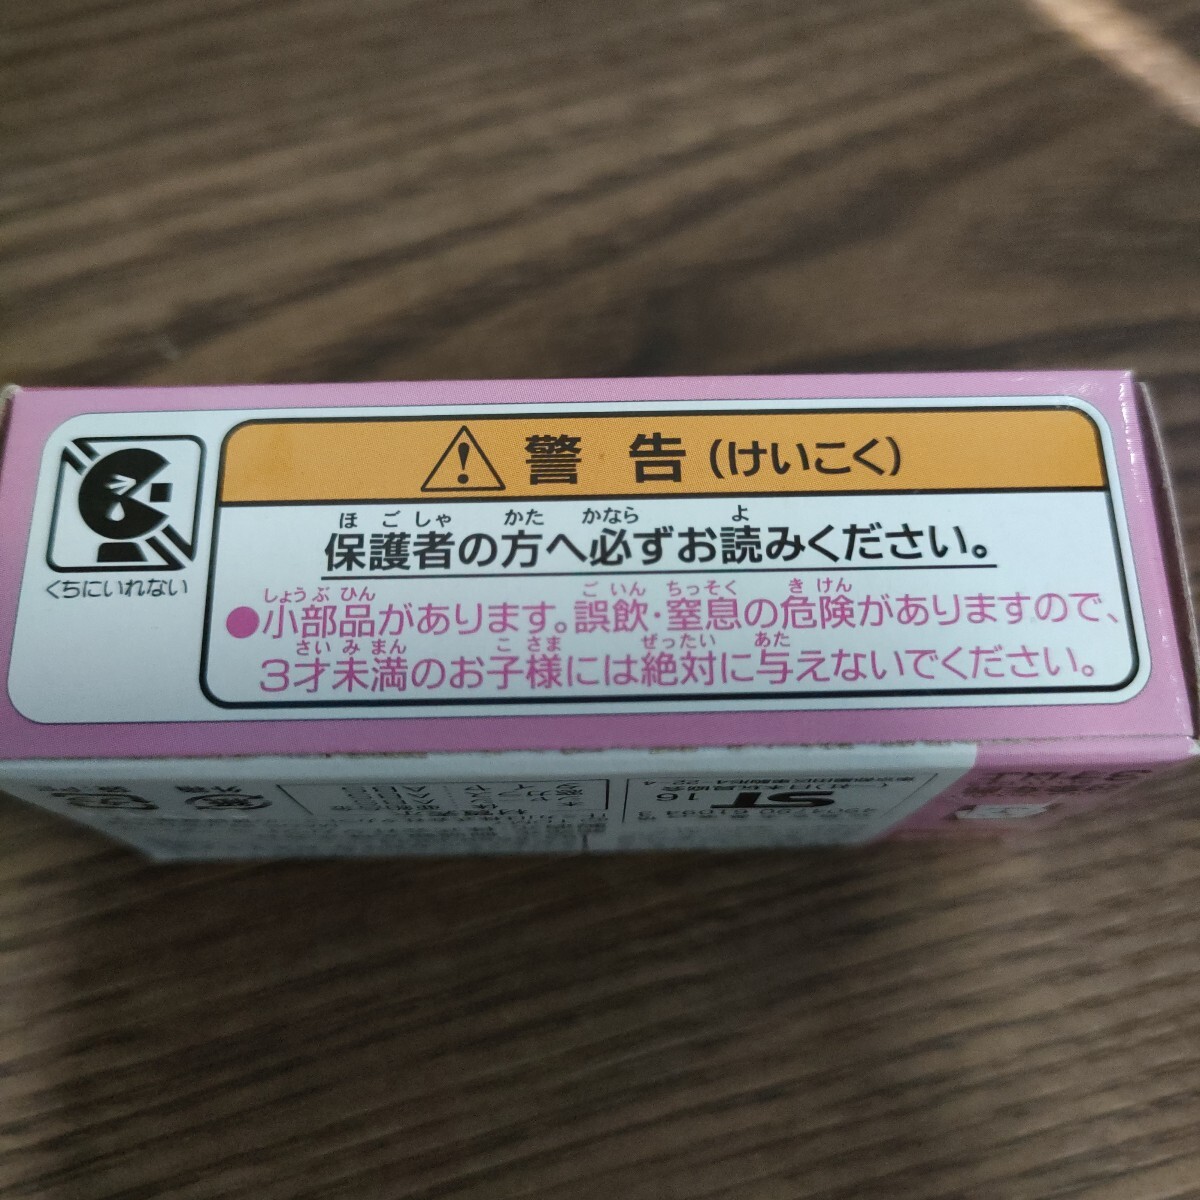 警告(けいこく)
ほごしゃ かた かなら よ
保護者の方へ必ずお読みください。
しょうぶひん ごいん ちっそく きけん
●小部品があります。誤飲・窒息の危険がありますので、
さいみまん こさま ぜったい あた
3才未満のお子様には絶対に与えないでください。
くちにいれない
ST
16